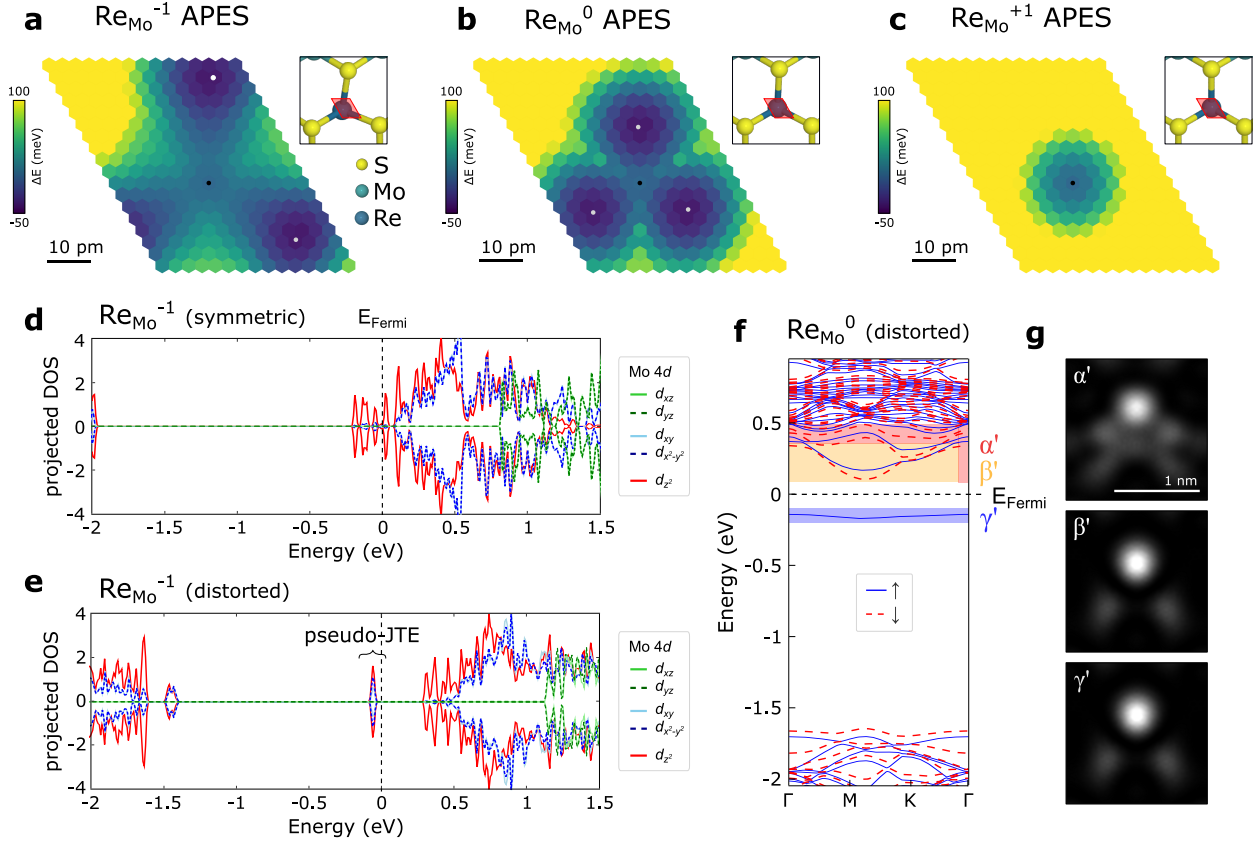 a Re_Mo^-1 APES
100
ΔE (meV)
-50
10 pm
S
Mo
Re
b Re_Mo^0 APES
100
ΔE (meV)
-50
10 pm
c Re_Mo^+1 APES
100
ΔE (meV)
-50
10 pm
d Re_Mo^-1 (symmetric) E_Fermi
projected DOS
4
2
0
-2
-4
-2 -1.5 -1 -0.5 0 0.5 1 1.5
Energy (eV)
Mo 4d
d_xz
d_yz
d_xy
d_x²-y²
d_z²
e Re_Mo^-1 (distorted)
pseudo-JTE
projected DOS
4
2
0
-2
-4
-2 -1.5 -1 -0.5 0 0.5 1 1.5
Energy (eV)
Mo 4d
d_xz
d_yz
d_xy
d_x²-y²
d_z²
f Re_Mo^0 (distorted)
Energy (eV)
0.5
0
-0.5
-1
-1.5
-2
Γ M K Γ
α'
β'
E_Fermi
γ'
↑
↓
g
α'
1 nm
β'
γ'